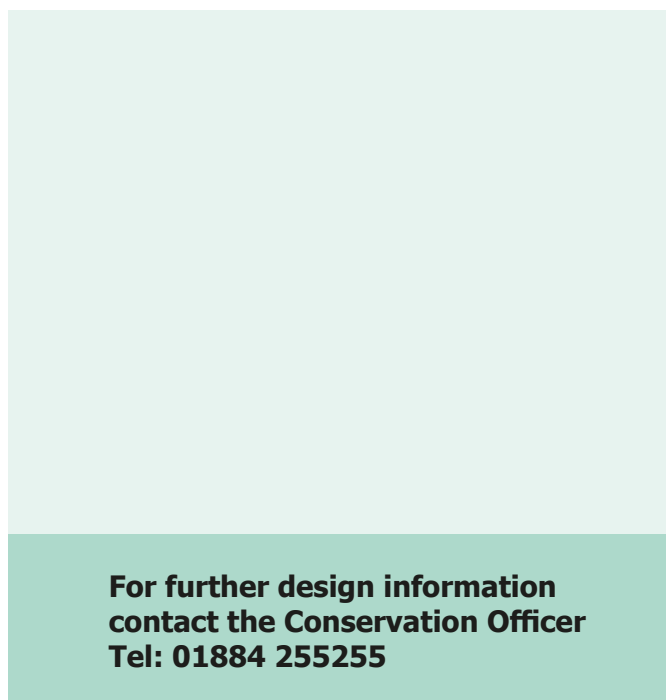 For further design information
contact the Conservation Officer
Tel: 01884 255255